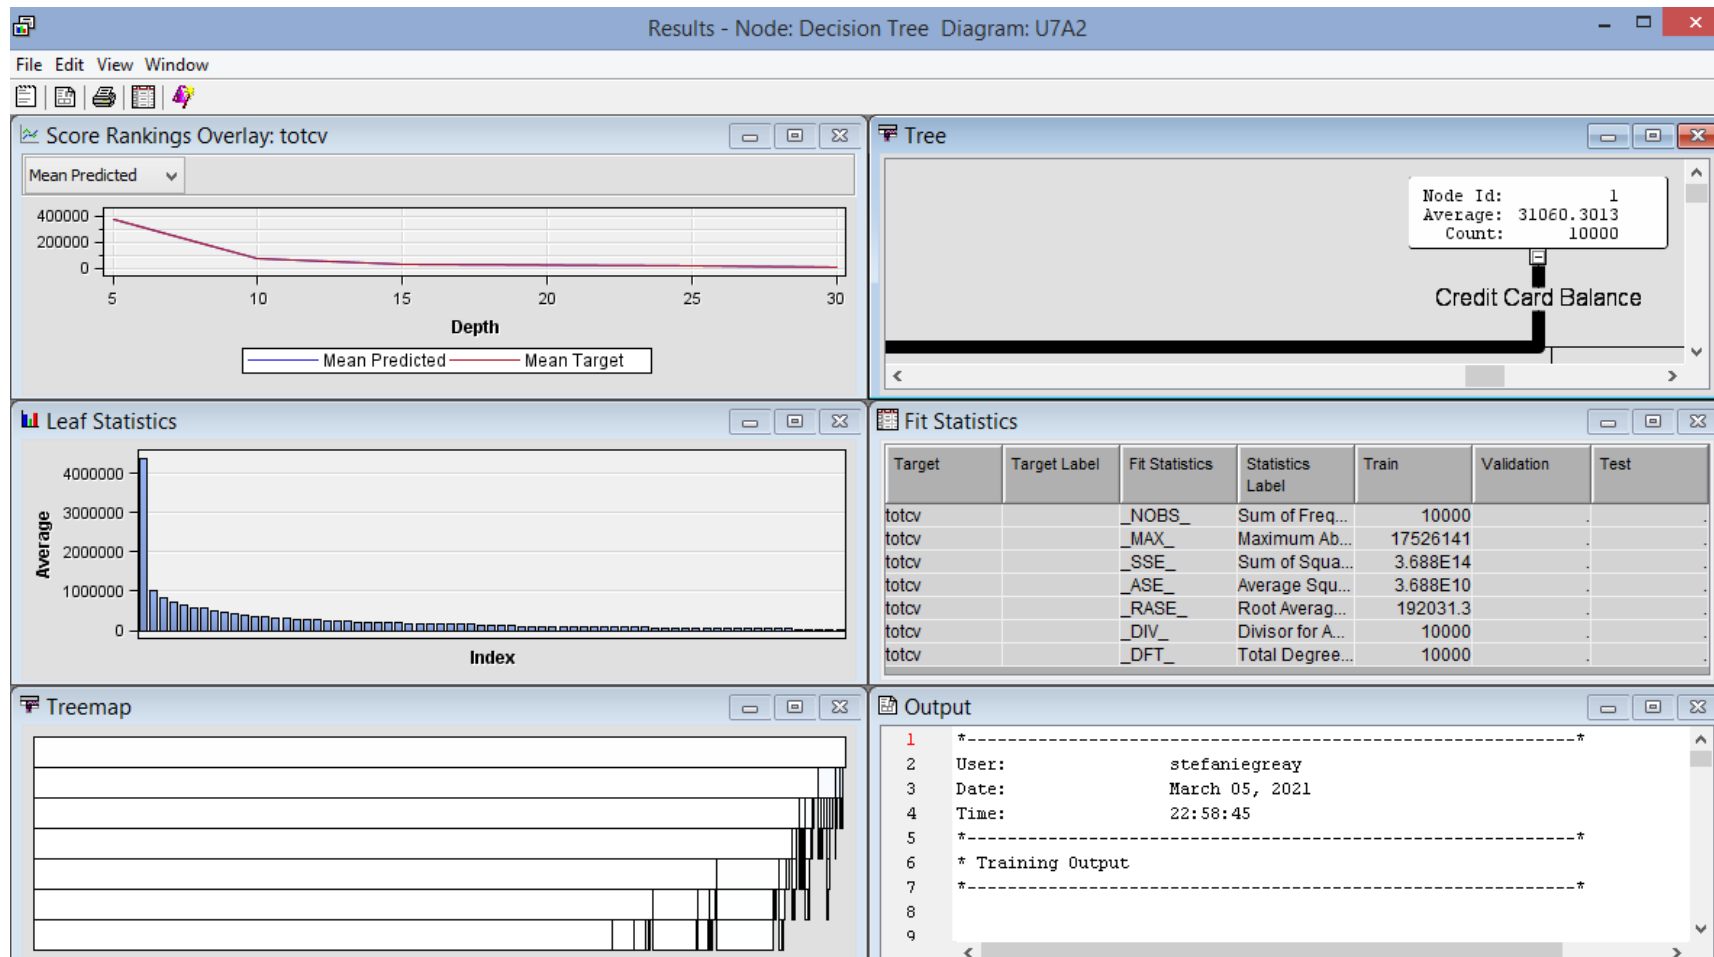 Results - Node: Decision Tree Diagram: U7A2
File Edit View Window
Score Rankings Overlay: totcv
Mean Predicted
400000
200000
0
5 10 15 20 25 30
Depth
Mean Predicted Mean Target
Tree
Node Id: 1
Average: 31060.3013
Count: 10000
Credit Card Balance
Leaf Statistics
4000000
3000000
2000000
1000000
0
Average
Index
Fit Statistics
Target Target Label Fit Statistics Statistics Label Train Validation Test
totcv _NOBS_ Sum of Freq... 10000 . .
totcv _MAX_ Maximum Ab... 17526141 . .
totcv _SSE_ Sum of Squa... 3.688E14 . .
totcv _ASE_ Average Squ... 3.688E10 . .
totcv _RASE_ Root Averag... 192031.3 . .
totcv _DIV_ Divisor for A... 10000 . .
totcv _DFT_ Total Degree... 10000 . .
Treemap
Output
1 *------------------------------------------------------------*
2 User: stefaniegreay
3 Date: March 05, 2021
4 Time: 22:58:45
5 *------------------------------------------------------------*
6 * Training Output
7 *------------------------------------------------------------*
8
9